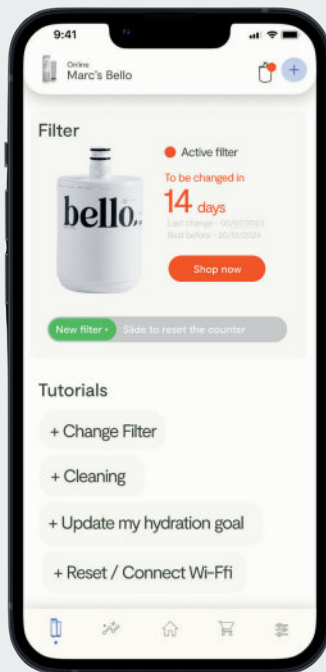 9:41
Online
Marc's Bello
Filter
bello.
Active filter
To be changed in
14 days
Last change - 05/07/2023
Best before - 20/10/2024
Shop now
New filter • Slide to reset the counter
Tutorials
+ Change Filter
+ Cleaning
+ Update my hydration goal
+ Reset / Connect Wi-Ffi